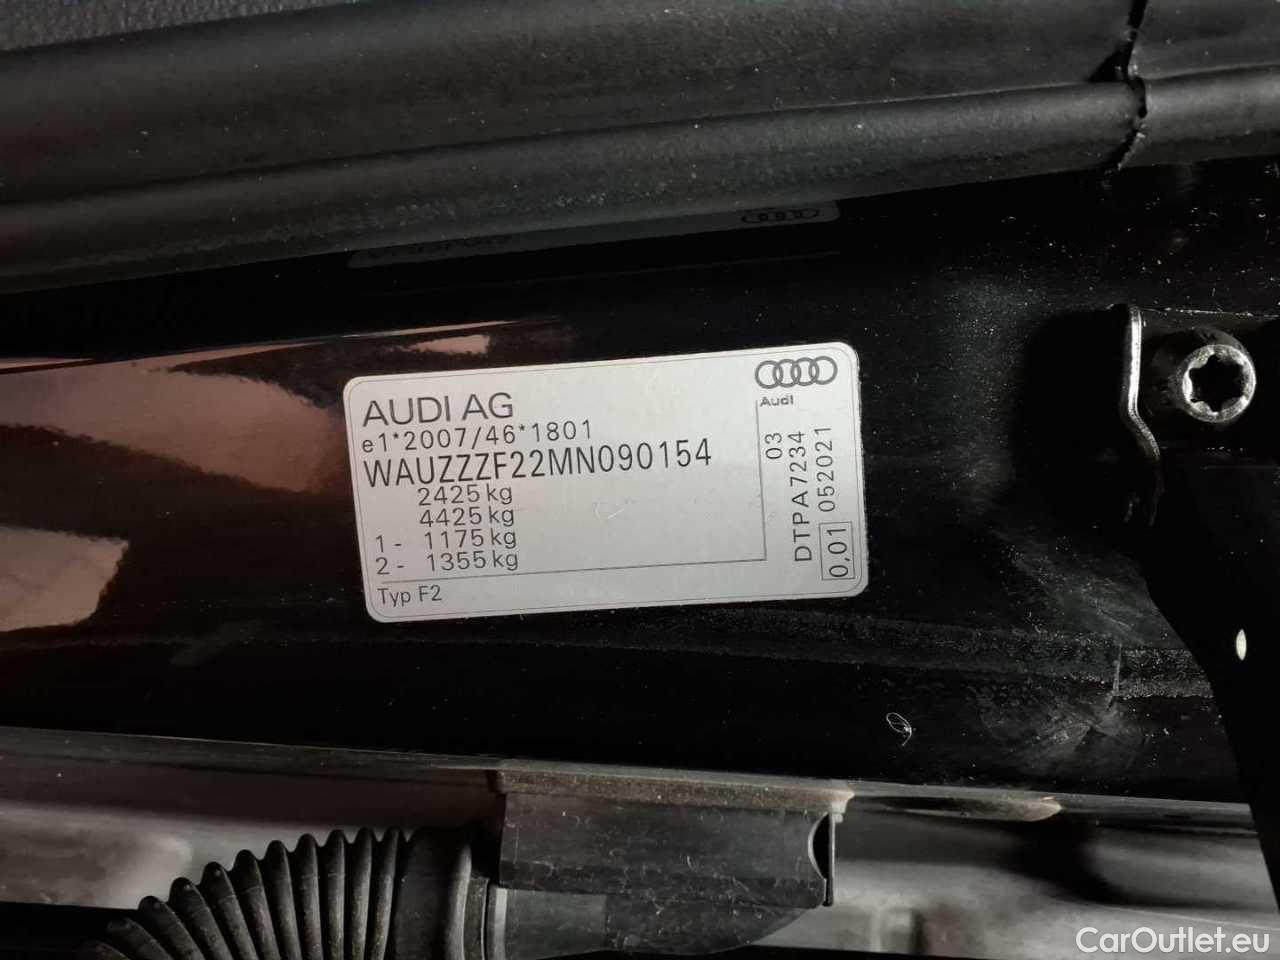 AUDI AG
e1*2007/46*1801
WAUZZZF22MN090154
2425 kg
4425 kg
1 - 1175 kg
2 - 1355 kg
Typ F2
Audi
DTPA7234 03
0,01 052021
CarOutlet.eu